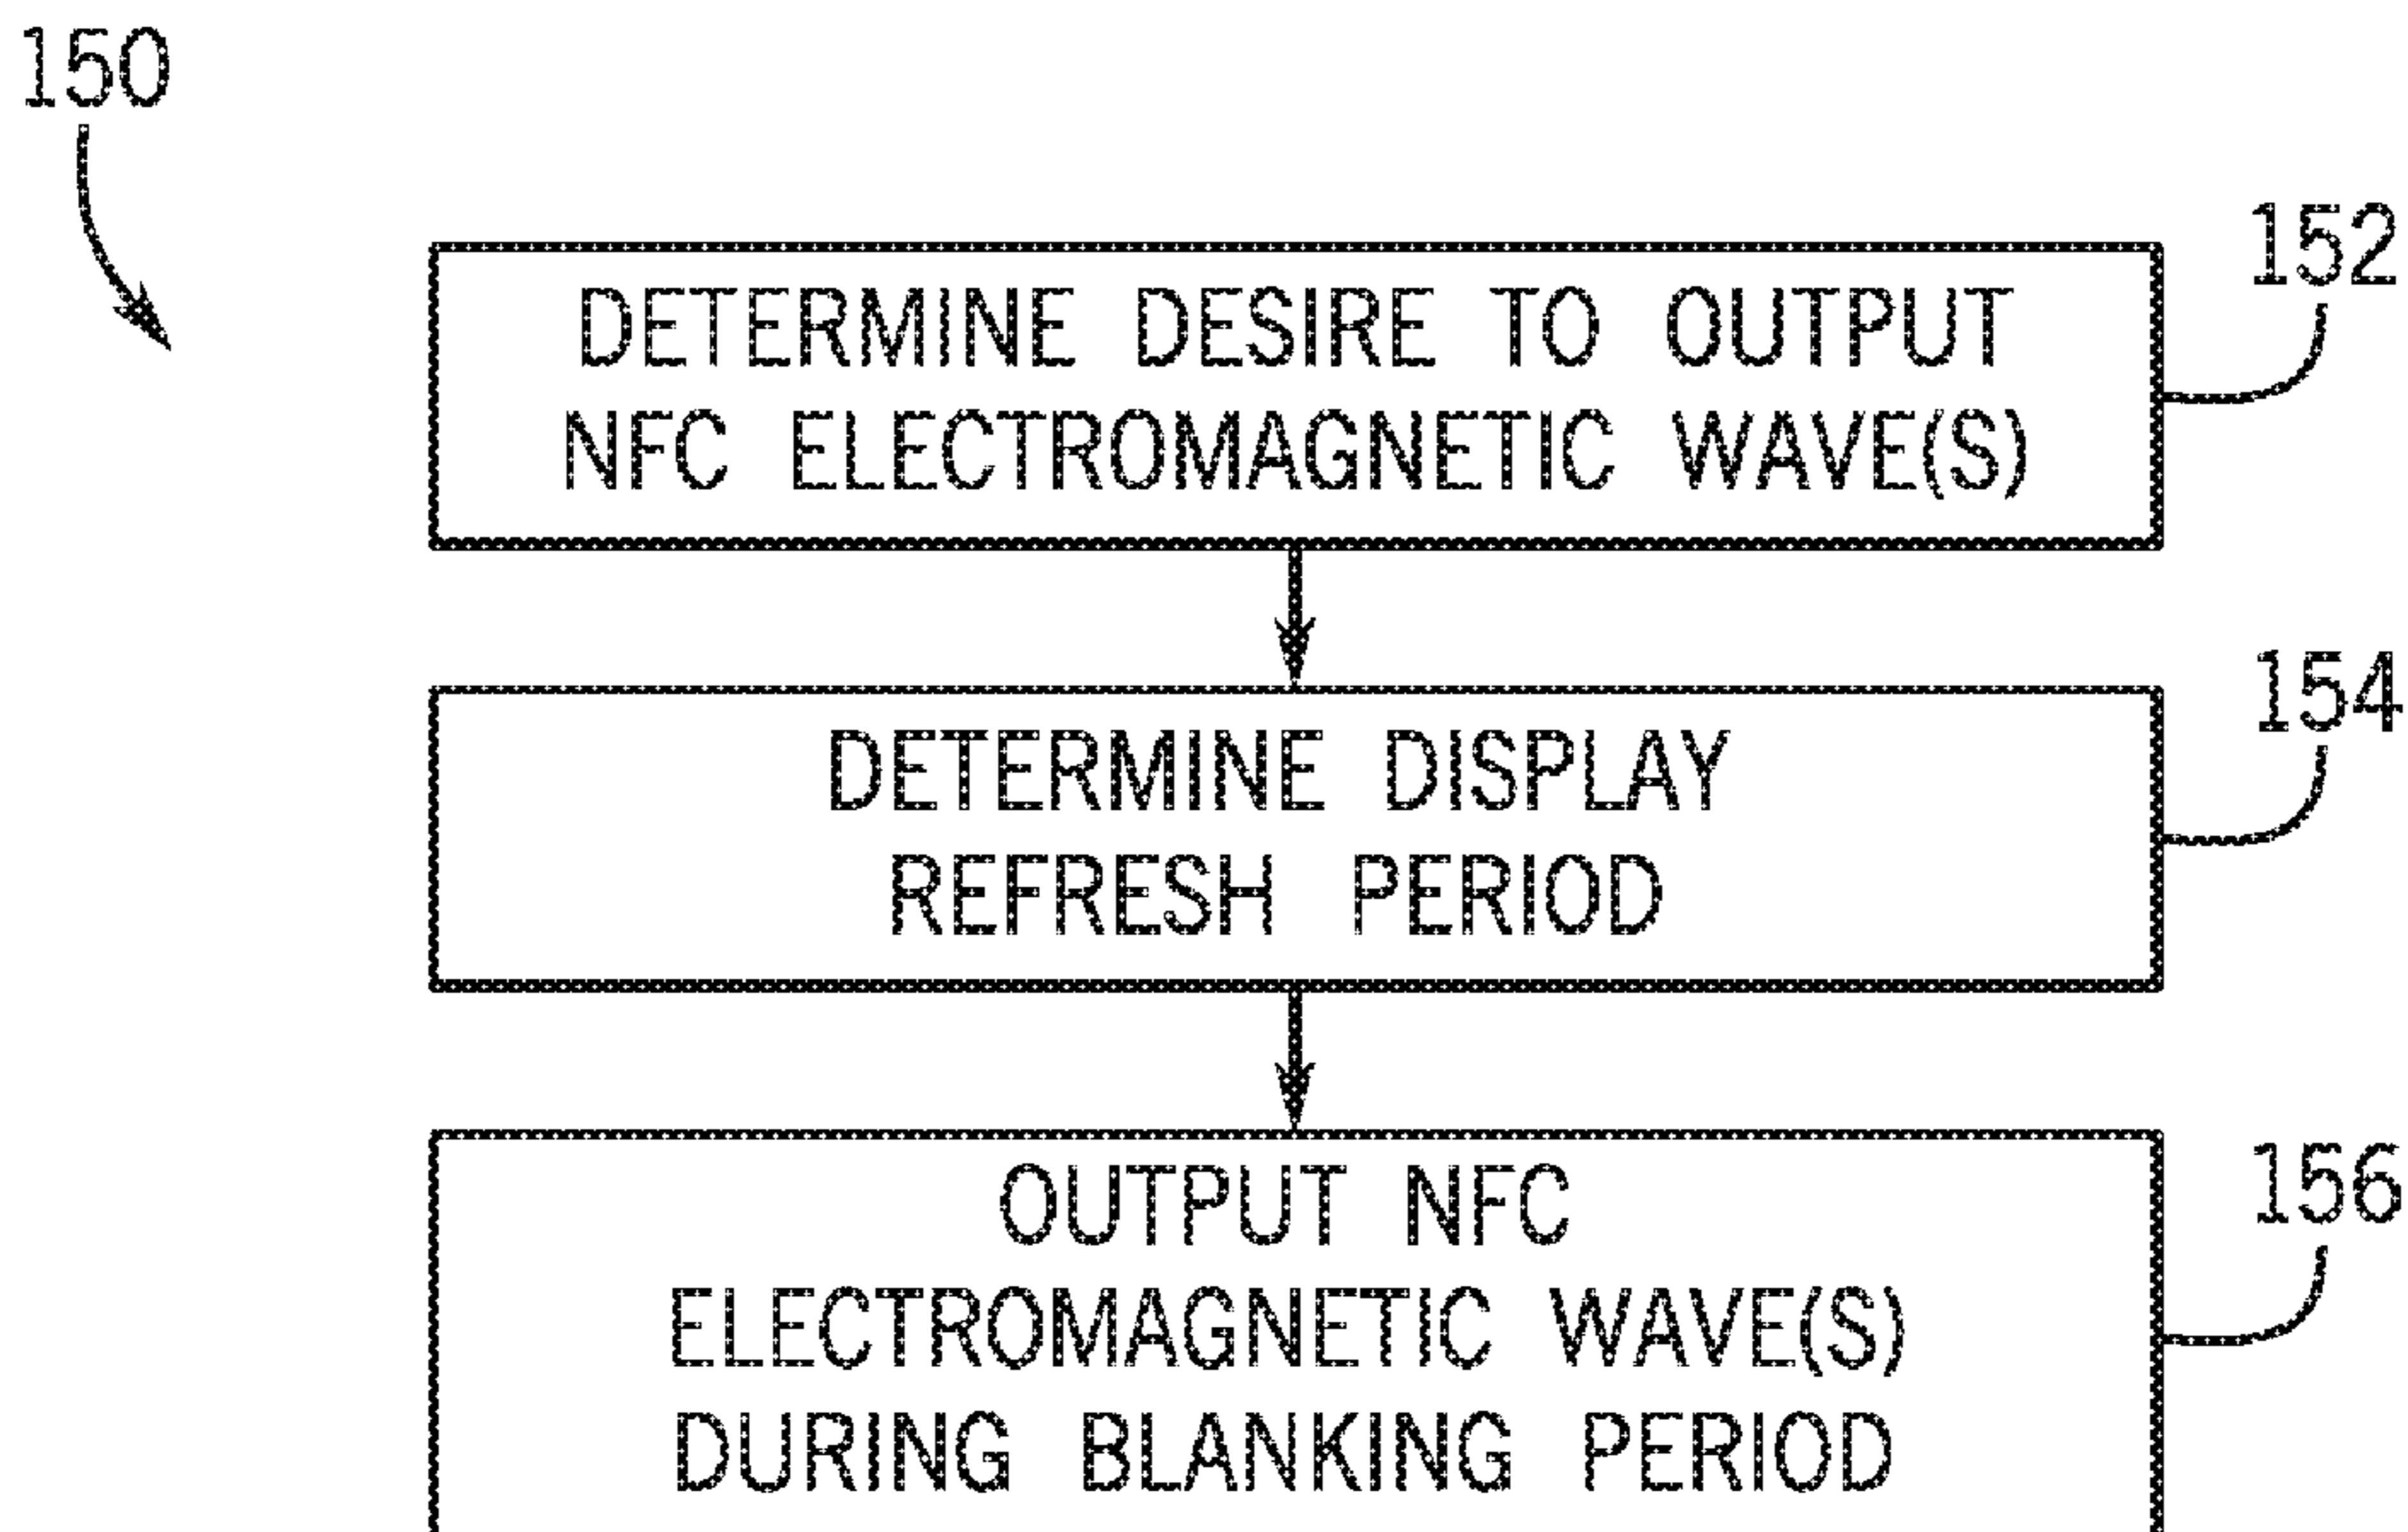 150
152
DETERMINE DESIRE TO OUTPUT
NFC ELECTROMAGNETIC WAVE(S)
154
DETERMINE DISPLAY
REFRESH PERIOD
156
OUTPUT NFC
ELECTROMAGNETIC WAVE(S)
DURING BLANKING PERIOD